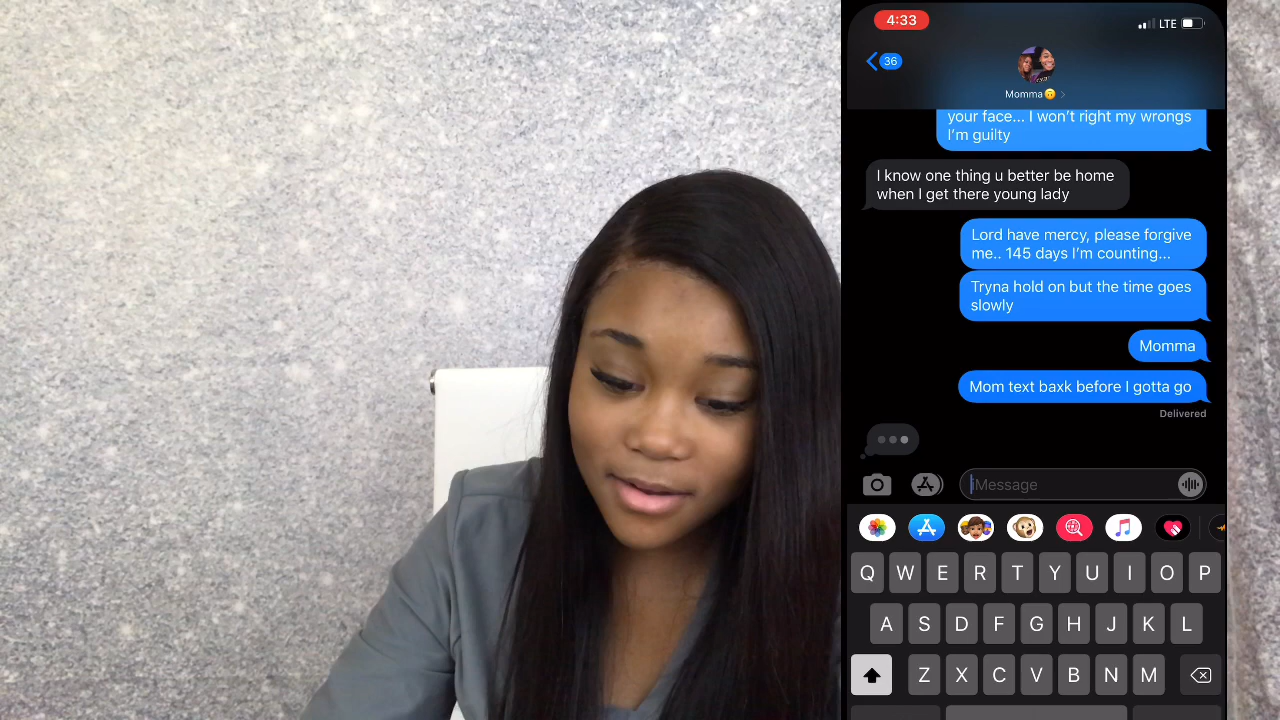 4:33
LTE
36
Momma
your face... I won't right my wrongs
I'm guilty
I know one thing u better be home
when I get there young lady
Lord have mercy, please forgive
me.. 145 days I'm counting...
Tryna hold on but the time goes
slowly
Momma
Mom text baxk before I gotta go
Delivered
iMessage
Q W E R T Y U I O P
A S D F G H J K L
Z X C V B N M